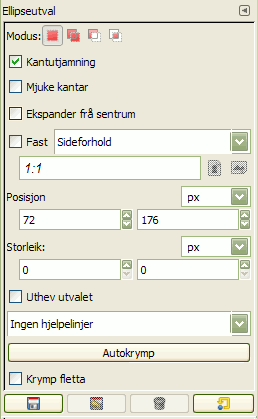 Ellipseutval
Modus:
Kantutjamning
Mjuke kantar
Ekspander frå sentrum
Fast Sideforhold
1:1
Posisjon px
72 176
Storleik: px
0 0
Uthev utvalet
Ingen hjelpelinjer
Autokrymp
Krymp fletta